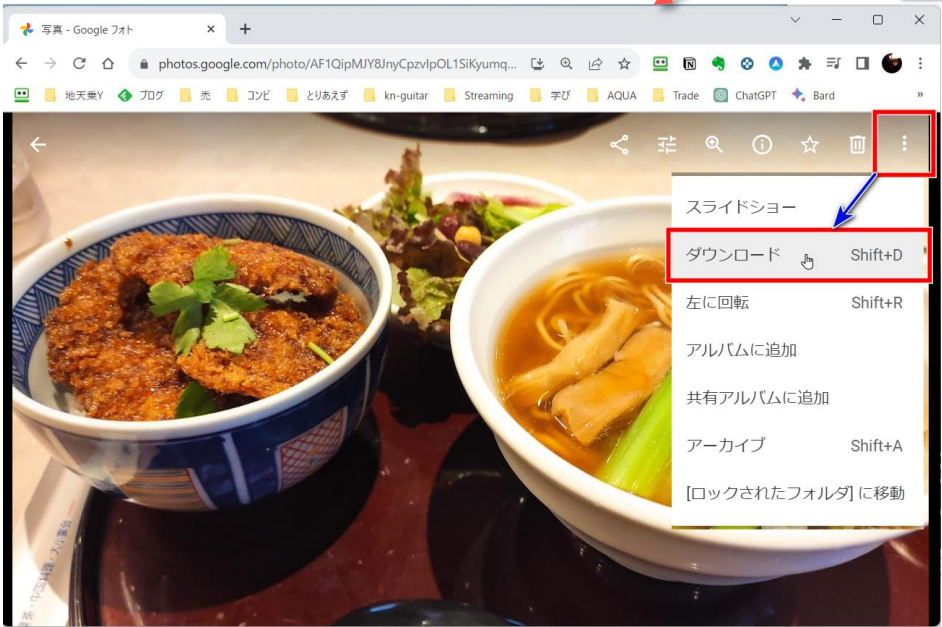 写真 - Google フォト
photos.google.com/photo/AF1QipMJY8JnyCpzvIpOL1SiKyumq...
地天乗Y ブログ 禿 コンビ とりあえず kn-guitar Streaming 学び AQUA Trade ChatGPT Bard »
スライドショー
ダウンロード Shift+D
左に回転 Shift+R
アルバムに追加
共有アルバムに追加
アーカイブ Shift+A
[ロックされたフォルダ] に移動